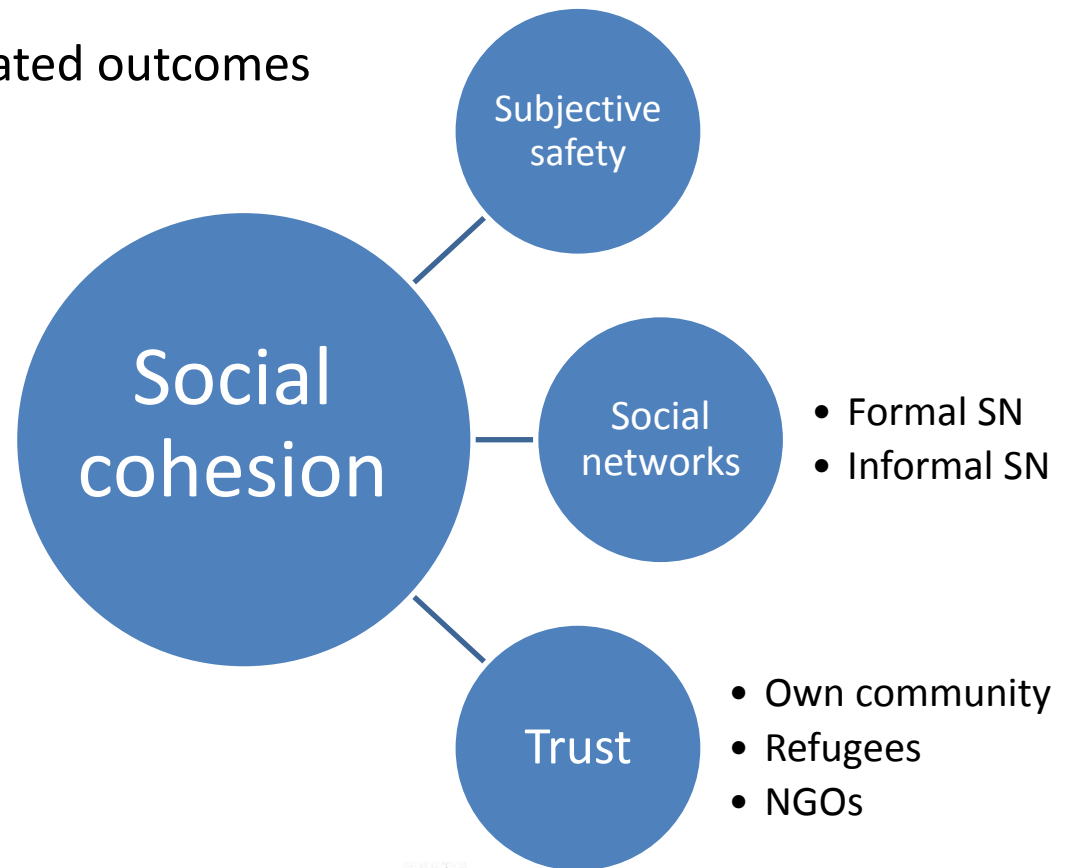 ated outcomes
Subjective
safety
Social
cohesion
Social
networks
• Formal SN
• Informal SN
Trust
• Own community
• Refugees
• NGOs